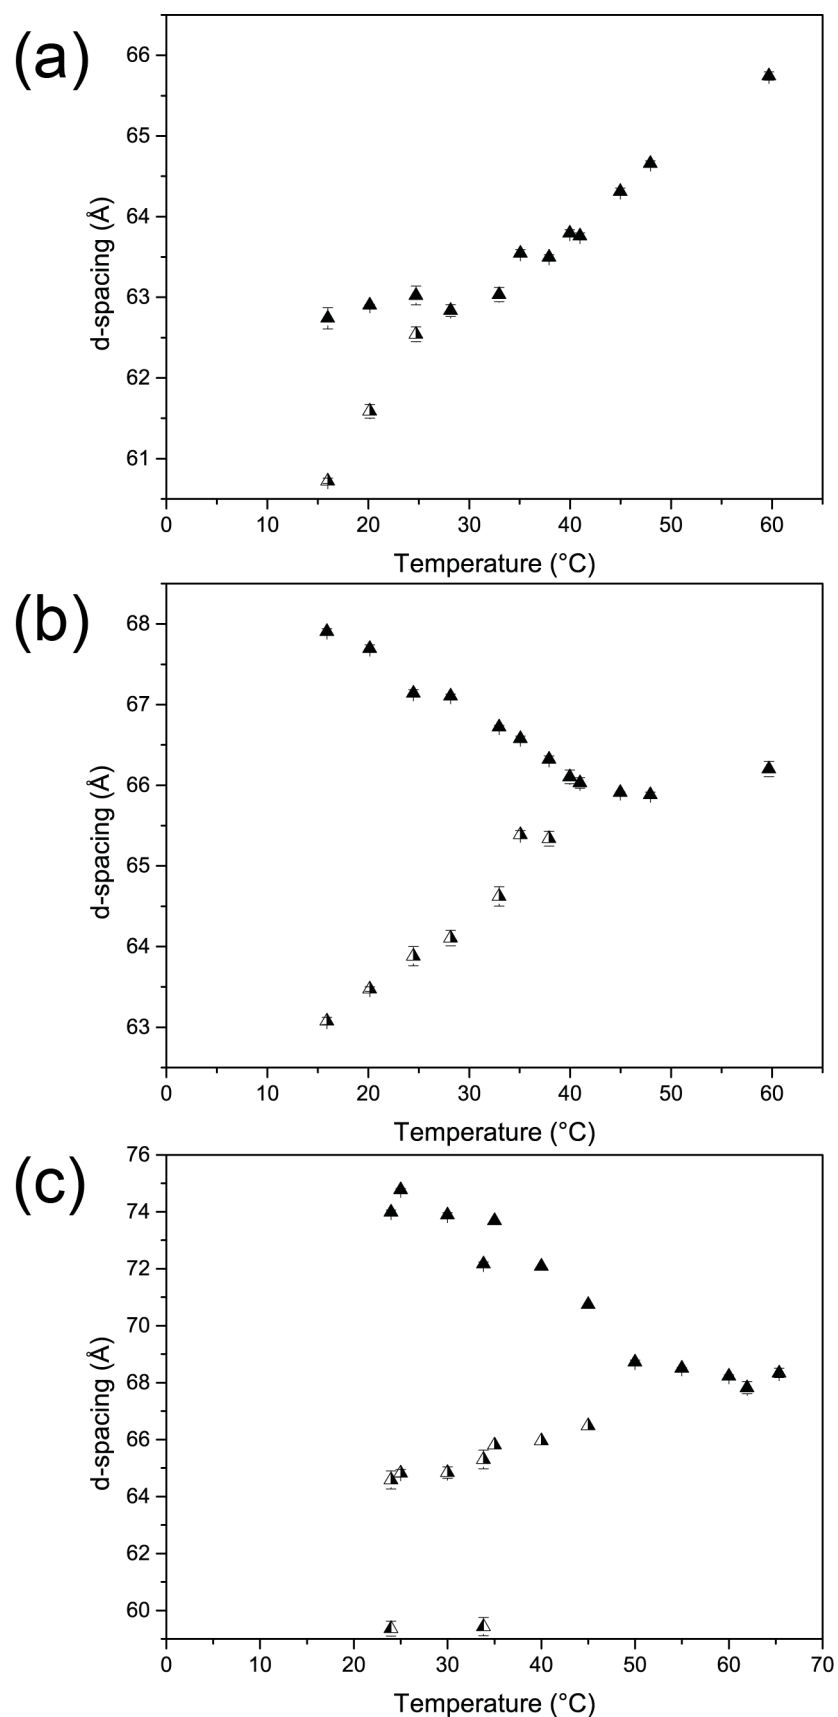 (a)
66
65
64
63
62
61
d-spacing (Å)
0 10 20 30 40 50 60
Temperature (°C)
(b)
68
67
66
65
64
63
d-spacing (Å)
0 10 20 30 40 50 60
Temperature (°C)
(c)
76
74
72
70
68
66
64
62
60
d-spacing (Å)
0 10 20 30 40 50 60 70
Temperature (°C)